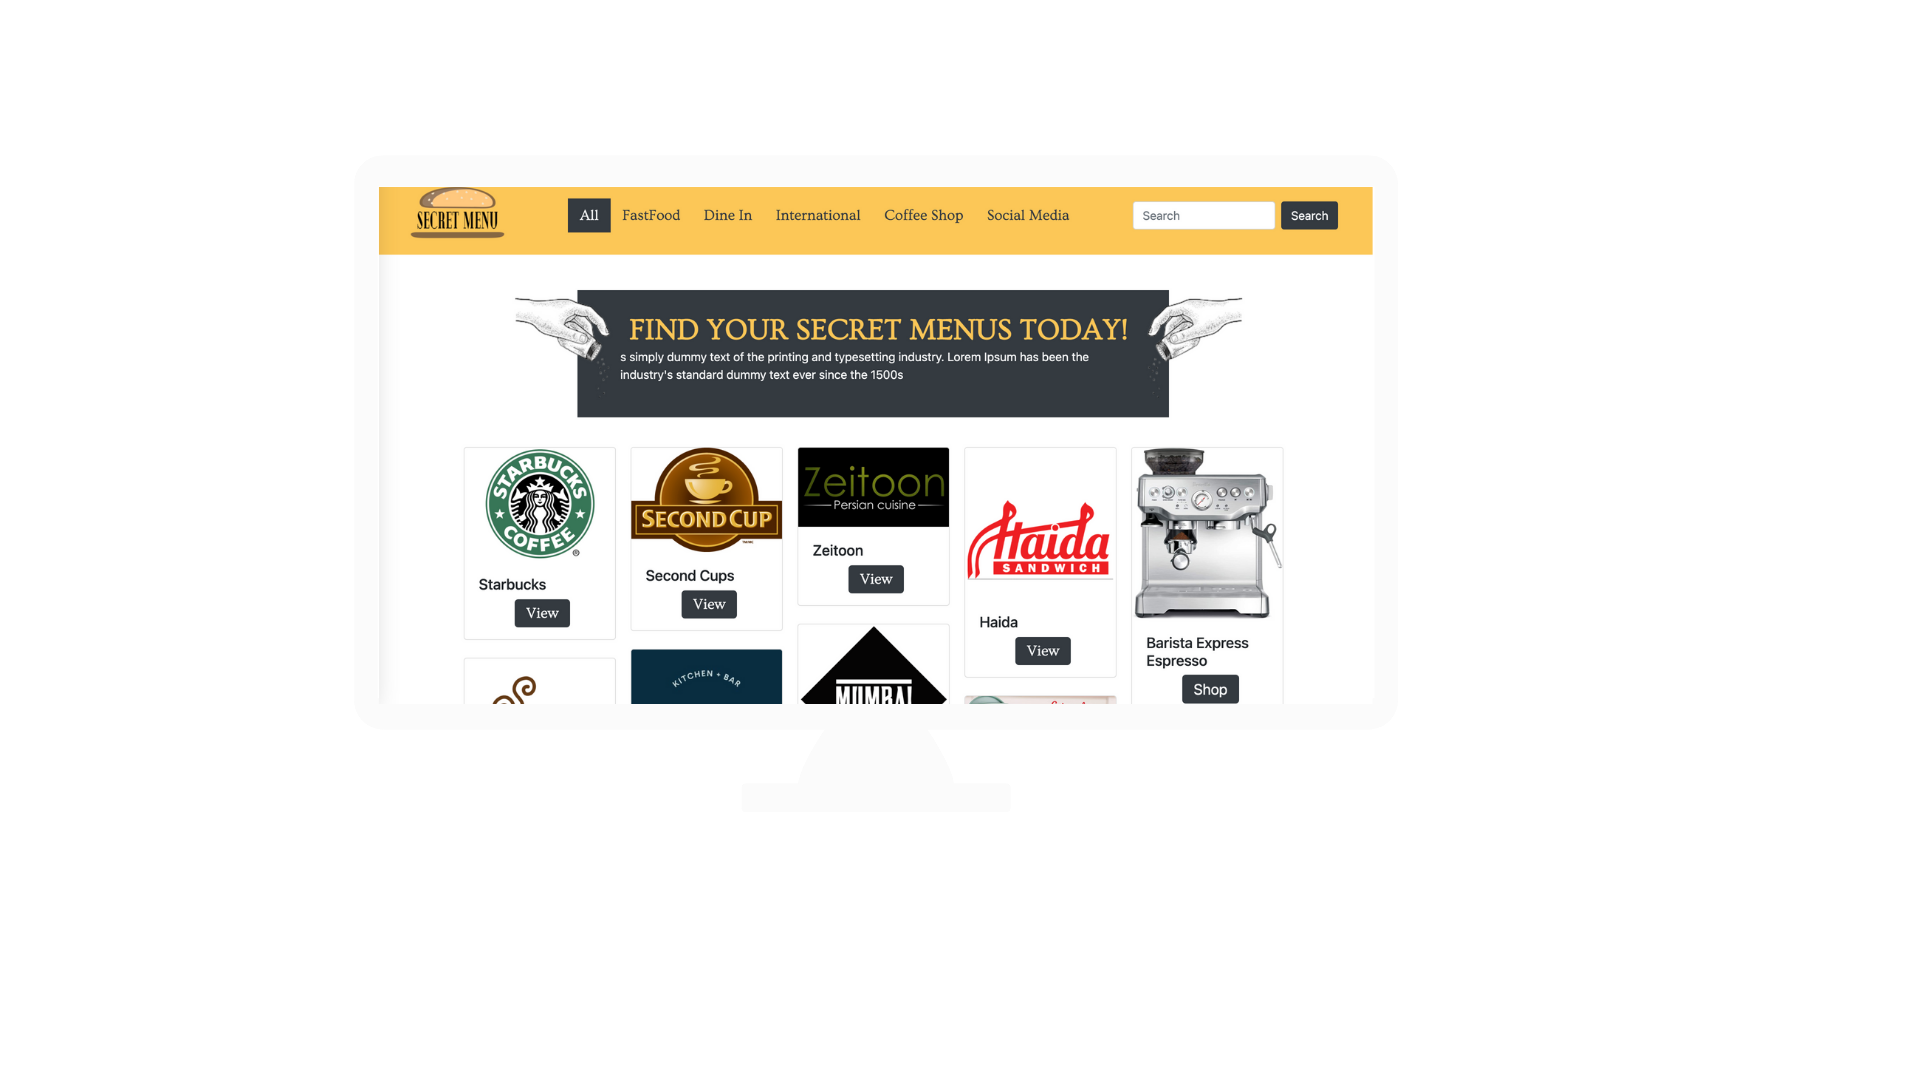 SECRET MENU
All FastFood Dine In International Coffee Shop Social Media
Search Search
FIND YOUR SECRET MENUS TODAY!
s simply dummy text of the printing and typesetting industry. Lorem Ipsum has been the
industry's standard dummy text ever since the 1500s
STARBUCKS
COFFEE
®
Starbucks
View
SECOND CUP
Second Cups
View
KITCHEN + BAR
Zeitoon
Persian cuisine
Zeitoon
View
MUMBAI
Haida
SANDWICH
Haida
View
Barista Express
Espresso
Shop